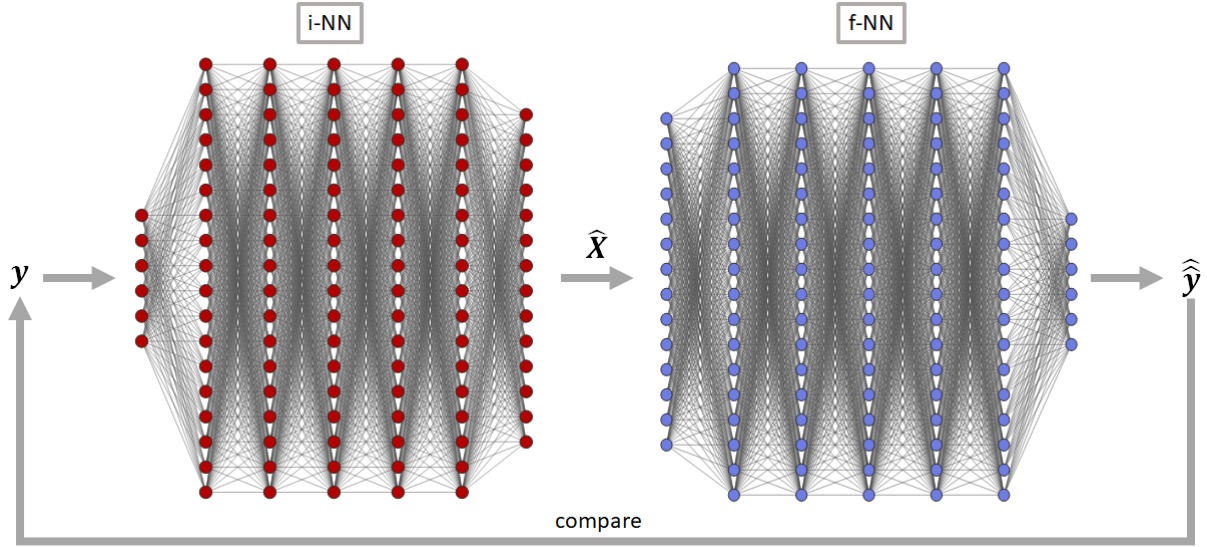 i-NN
f-NN
y
X̂
ŷ̂
compare